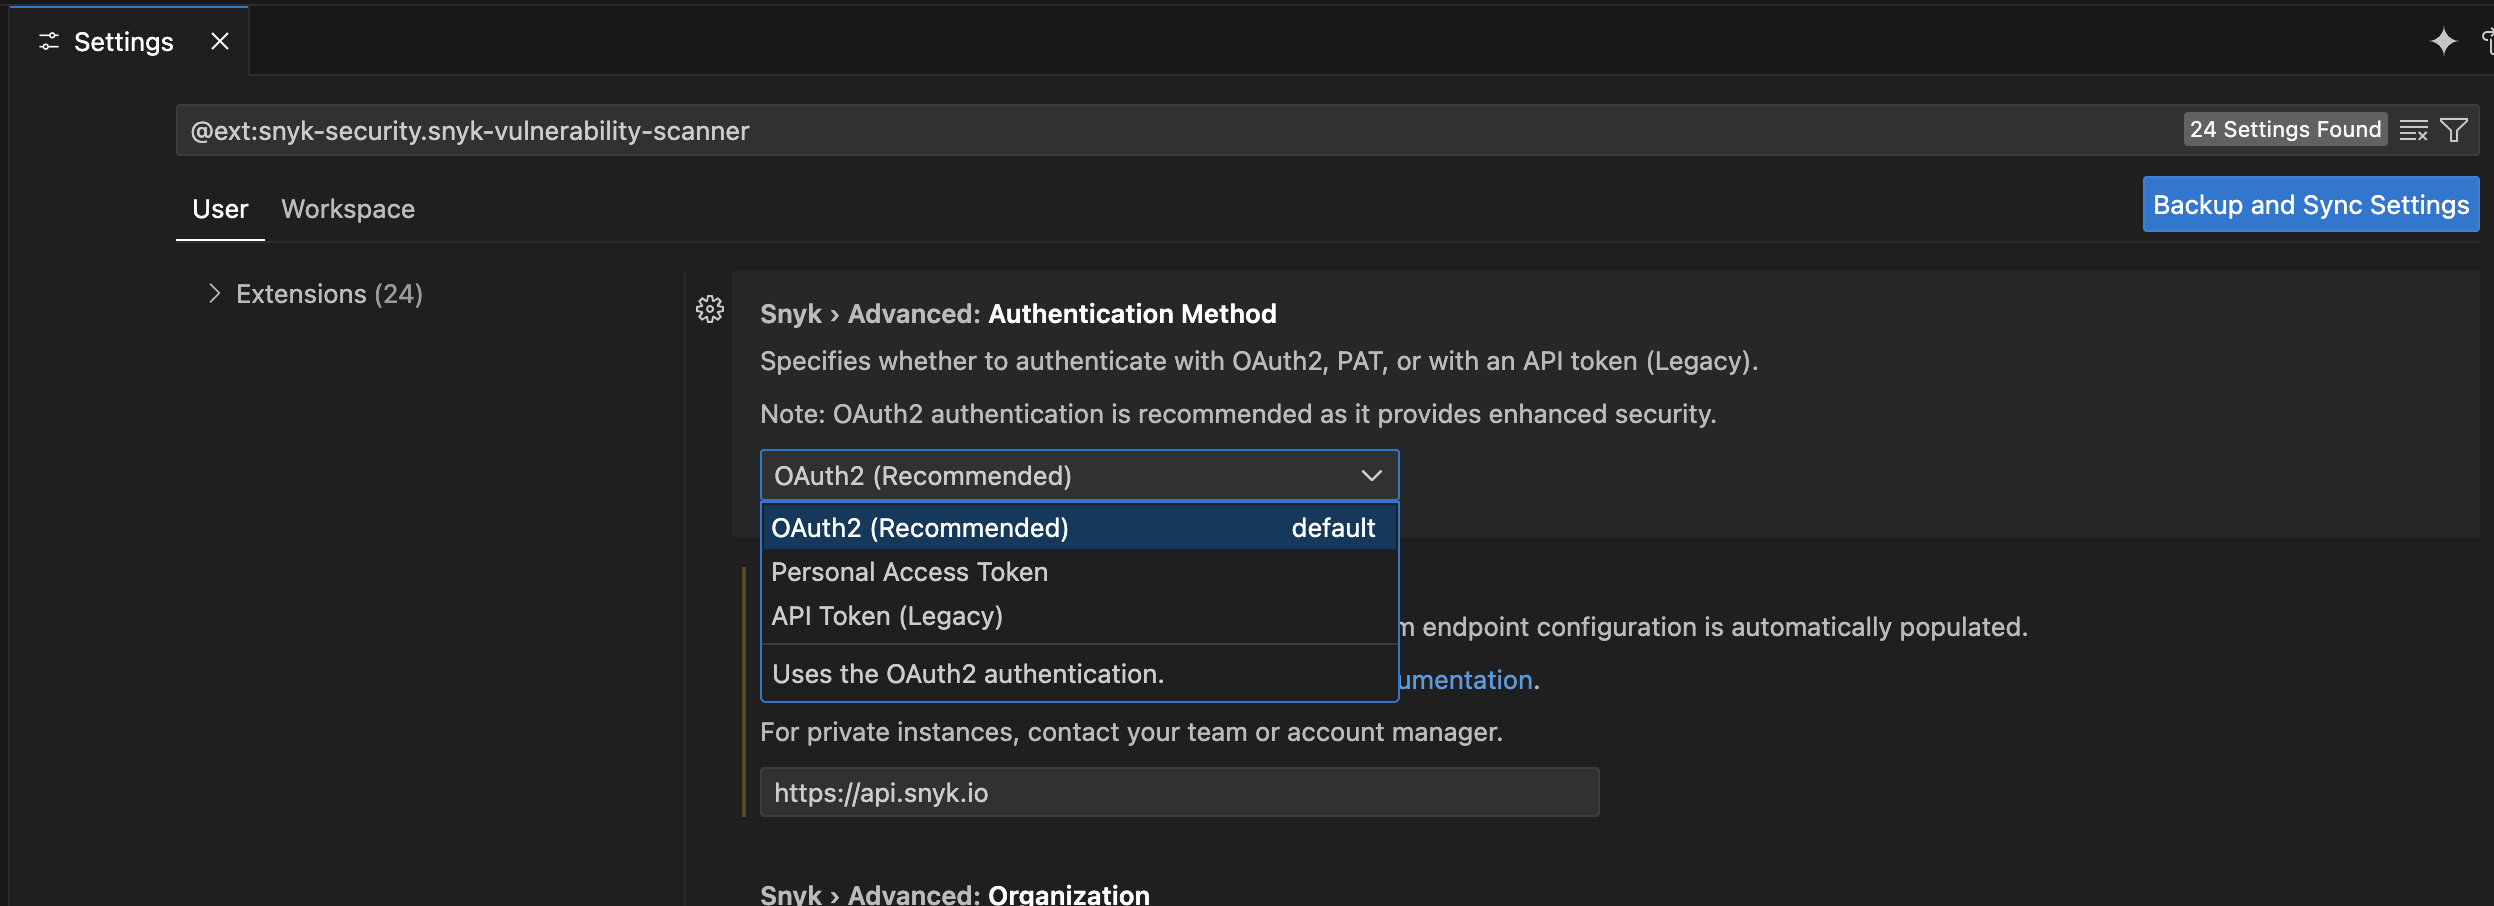 Settings
@ext:snyk-security.snyk-vulnerability-scanner
24 Settings Found
User
Workspace
Backup and Sync Settings
Extensions (24)
Snyk › Advanced: Authentication Method
Specifies whether to authenticate with OAuth2, PAT, or with an API token (Legacy).
Note: OAuth2 authentication is recommended as it provides enhanced security.
OAuth2 (Recommended)
OAuth2 (Recommended) default
Personal Access Token
API Token (Legacy)
endpoint configuration is automatically populated.
Uses the OAuth2 authentication.
umentation.
For private instances, contact your team or account manager.
https://api.snyk.io
Snyk › Advanced: Organization